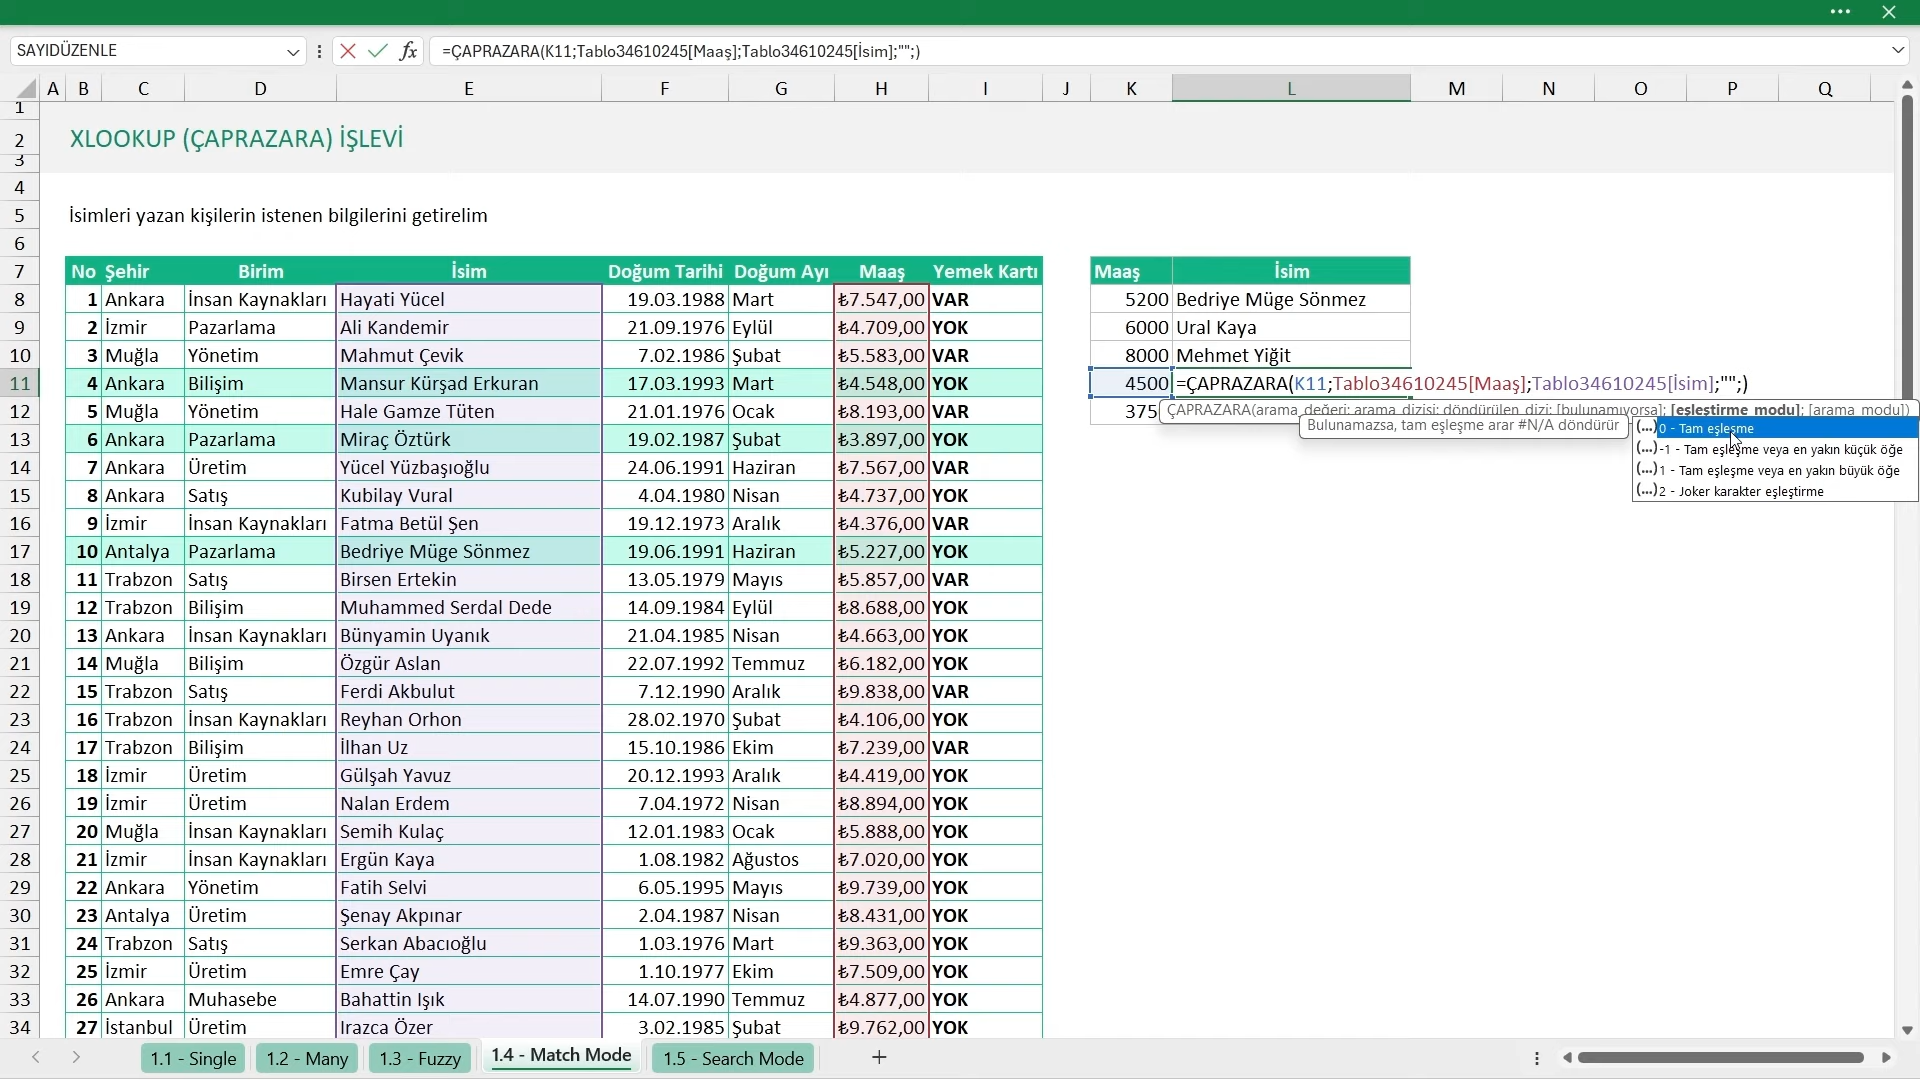 SAYIDÜZENLE
fx
=ÇAPRAZARA(K11;Tablo34610245[Maaş];Tablo34610245[İsim];"";)
A B C D E F G H I J K L M N O P Q
1
2 XLOOKUP (ÇAPRAZARA) İŞLEVİ
3
4
5 İsimleri yazan kişilerin istenen bilgilerini getirelim
6
7 No Şehir Birim İsim Doğum Tarihi Doğum Ayı Maaş Yemek Kartı Maaş İsim
8 1 Ankara İnsan Kaynakları Hayati Yücel 19.03.1988 Mart ₺7.547,00 VAR 5200 Bedriye Müge Sönmez
9 2 İzmir Pazarlama Ali Kandemir 21.09.1976 Eylül ₺4.709,00 YOK 6000 Ural Kaya
10 3 Muğla Yönetim Mahmut Çevik 7.02.1986 Şubat ₺5.583,00 VAR 8000 Mehmet Yiğit
11 4 Ankara Bilişim Mansur Kürşad Erkuran 17.03.1993 Mart ₺4.548,00 YOK 4500 =ÇAPRAZARA(K11;Tablo34610245[Maaş];Tablo34610245[İsim];"";)
12 5 Muğla Yönetim Hale Gamze Tüten 21.01.1976 Ocak ₺8.193,00 VAR 375 ÇAPRAZARA(arama_değeri; arama_dizisi; döndürülen_dizi; [bulunamıyorsa]; [eşleştirme_modu]; [arama_modu])
Bulunamazsa, tam eşleşme arar #N/A döndürür
(...) 0 - Tam eşleşme
(...) -1 - Tam eşleşme veya en yakın küçük öğe
(...) 1 - Tam eşleşme veya en yakın büyük öğe
(...) 2 - Joker karakter eşleştirme
13 6 Ankara Pazarlama Miraç Öztürk 19.02.1987 Şubat ₺3.897,00 YOK
14 7 Ankara Üretim Yücel Yüzbaşıoğlu 24.06.1991 Haziran ₺7.567,00 VAR
15 8 Ankara Satış Kubilay Vural 4.04.1980 Nisan ₺4.737,00 YOK
16 9 İzmir İnsan Kaynakları Fatma Betül Şen 19.12.1973 Aralık ₺4.376,00 VAR
17 10 Antalya Pazarlama Bedriye Müge Sönmez 19.06.1991 Haziran ₺5.227,00 YOK
18 11 Trabzon Satış Birsen Ertekin 13.05.1979 Mayıs ₺5.857,00 VAR
19 12 Trabzon Bilişim Muhammed Serdal Dede 14.09.1984 Eylül ₺8.688,00 YOK
20 13 Ankara İnsan Kaynakları Bünyamin Uyanık 21.04.1985 Nisan ₺4.663,00 YOK
21 14 Muğla Bilişim Özgür Aslan 22.07.1992 Temmuz ₺6.182,00 YOK
22 15 Trabzon Satış Ferdi Akbulut 7.12.1990 Aralık ₺9.838,00 VAR
23 16 Trabzon İnsan Kaynakları Reyhan Orhon 28.02.1970 Şubat ₺4.106,00 YOK
24 17 Trabzon Bilişim İlhan Uz 15.10.1986 Ekim ₺7.239,00 VAR
25 18 İzmir Üretim Gülşah Yavuz 20.12.1993 Aralık ₺4.419,00 YOK
26 19 İzmir Üretim Nalan Erdem 7.04.1972 Nisan ₺8.894,00 YOK
27 20 Muğla İnsan Kaynakları Semih Kulaç 12.01.1983 Ocak ₺5.888,00 YOK
28 21 İzmir İnsan Kaynakları Ergün Kaya 1.08.1982 Ağustos ₺7.020,00 YOK
29 22 Ankara Yönetim Fatih Selvi 6.05.1995 Mayıs ₺9.739,00 YOK
30 23 Antalya Üretim Şenay Akpınar 2.04.1987 Nisan ₺8.431,00 YOK
31 24 Trabzon Satış Serkan Abacıoğlu 1.03.1976 Mart ₺9.363,00 YOK
32 25 İzmir Üretim Emre Çay 1.10.1977 Ekim ₺7.509,00 YOK
33 26 Ankara Muhasebe Bahattin Işık 14.07.1990 Temmuz ₺4.877,00 YOK
34 27 İstanbul Üretim Irazca Özer 3.02.1985 Şubat ₺9.762,00 YOK
1.1 - Single 1.2 - Many 1.3 - Fuzzy 1.4 - Match Mode 1.5 - Search Mode